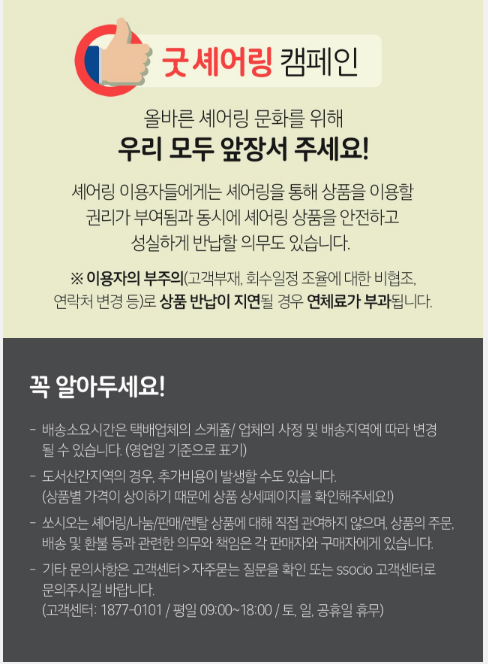 굿 셰어링 캠페인
올바른 셰어링 문화를 위해
우리 모두 앞장서 주세요!
셰어링 이용자들에게는 셰어링을 통해 상품을 이용할
권리가 부여됨과 동시에 셰어링 상품을 안전하고
성실하게 반납할 의무도 있습니다.
※ 이용자의 부주의(고객부재, 회수일정 조율에 대한 비협조,
연락처 변경 등)로 상품 반납이 지연될 경우 연체료가 부과됩니다.
꼭 알아두세요!
- 배송소요시간은 택배업체의 스케쥴/ 업체의 사정 및 배송지역에 따라 변경
될 수 있습니다. (영업일 기준으로 표기)
- 도서산간지역의 경우, 추가비용이 발생할 수도 있습니다.
(상품별 가격이 상이하기 때문에 상품 상세페이지를 확인해주세요!)
- 쏘시오는 셰어링/나눔/판매/렌탈 상품에 대해 직접 관여하지 않으며, 상품의 주문,
배송 및 환불 등과 관련한 의무와 책임은 각 판매자와 구매자에게 있습니다.
- 기타 문의사항은 고객센터 > 자주묻는 질문을 확인 또는 ssocio 고객센터로
문의주시길 바랍니다.
(고객센터: 1877-0101 / 평일 09:00~18:00 / 토, 일, 공휴일 휴무)